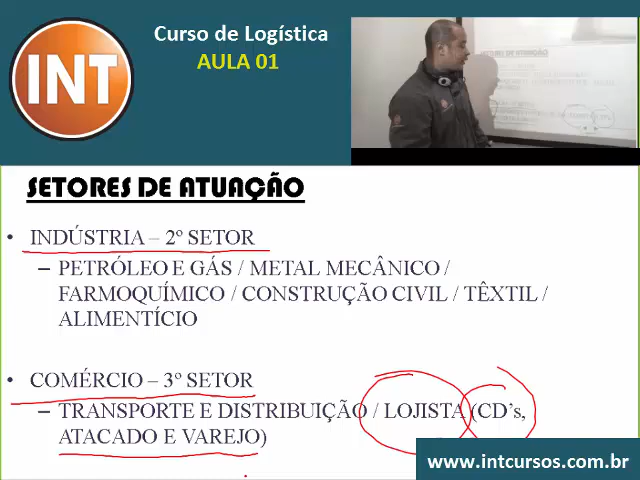 INT
Curso de Logística
AULA 01
SETORES DE ATUAÇÃO
• INDÚSTRIA – 2º SETOR
– PETRÓLEO E GÁS / METAL MECÂNICO /
FARMOQUÍMICO / CONSTRUÇÃO CIVIL / TÊXTIL /
ALIMENTÍCIO
• COMÉRCIO – 3º SETOR
– TRANSPORTE E DISTRIBUIÇÃO / LOJISTA (CD's,
ATACADO E VAREJO)
www.intcursos.com.br